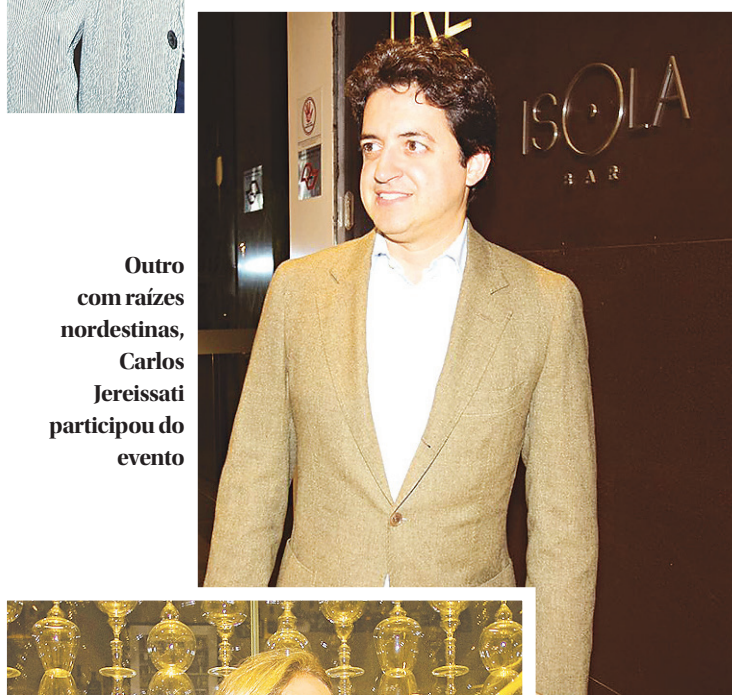 ISOLA
BAR
Outro
com raízes
nordestinas,
Carlos
Jereissati
participou do
evento